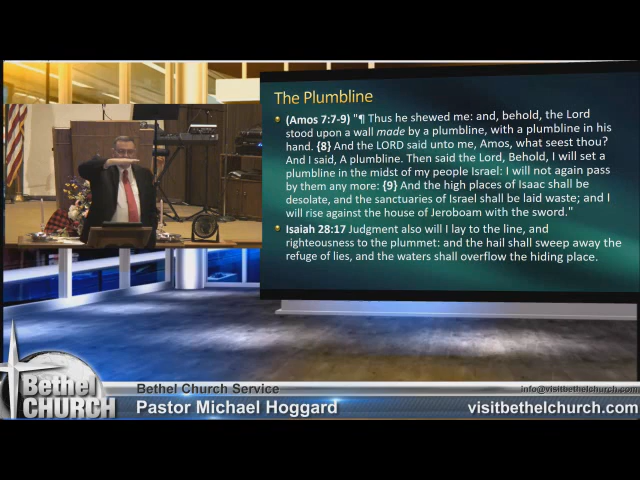 The Plumbline
(Amos 7:7-9) "¶ Thus he shewed me: and, behold, the Lord
stood upon a wall made by a plumbline, with a plumbline in his
hand. {8} And the LORD said unto me, Amos, what seest thou?
And I said, A plumbline. Then said the Lord, Behold, I will set a
plumbline in the midst of my people Israel: I will not again pass
by them any more: {9} And the high places of Isaac shall be
desolate, and the sanctuaries of Israel shall be laid waste; and I
will rise against the house of Jeroboam with the sword."
Isaiah 28:17 Judgment also will I lay to the line, and
righteousness to the plummet: and the hail shall sweep away the
refuge of lies, and the waters shall overflow the hiding place.
Bethel
CHURCH
Bethel Church Service
info@visitbethelchurch.com
Pastor Michael Hoggard
visitbethelchurch.com